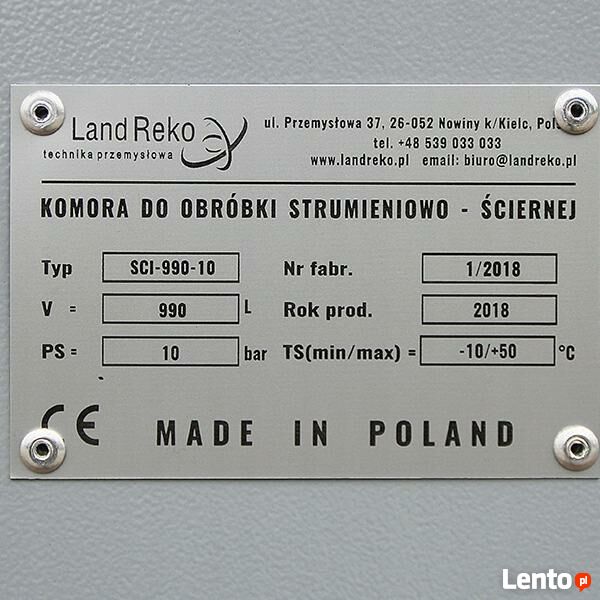 Land Reko
technika przemysłowa
ul. Przemysłowa 37, 26-052 Nowiny k/Kielc,
tel. +48 539 033 033
www.landreko.pl email: biuro@landreko.pl
KOMORA DO OBRÓBKI STRUMIENIOWO - ŚCIERNEJ
Typ SCI-990-10 Nr fabr. 1/2018
V = 990 L Rok prod. 2018
PS = 10 bar TS(min/max) = -10/+50 °C
CE MADE IN POLAND
Lento.pl